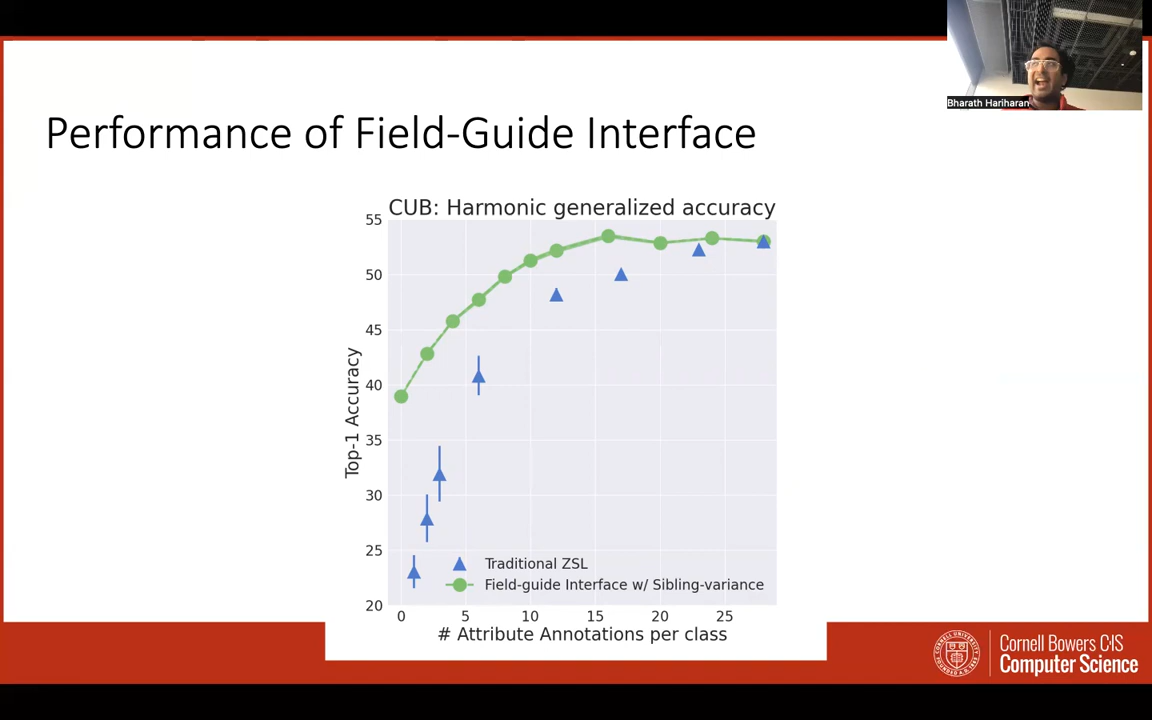 Bharath Hariharan
Performance of Field-Guide Interface
CUB: Harmonic generalized accuracy
55
50
45
40
35
30
25
20
Top-1 Accuracy
Traditional ZSL
Field-guide Interface w/ Sibling-variance
0 5 10 15 20 25
# Attribute Annotations per class
Cornell Bowers CIS
Computer Science